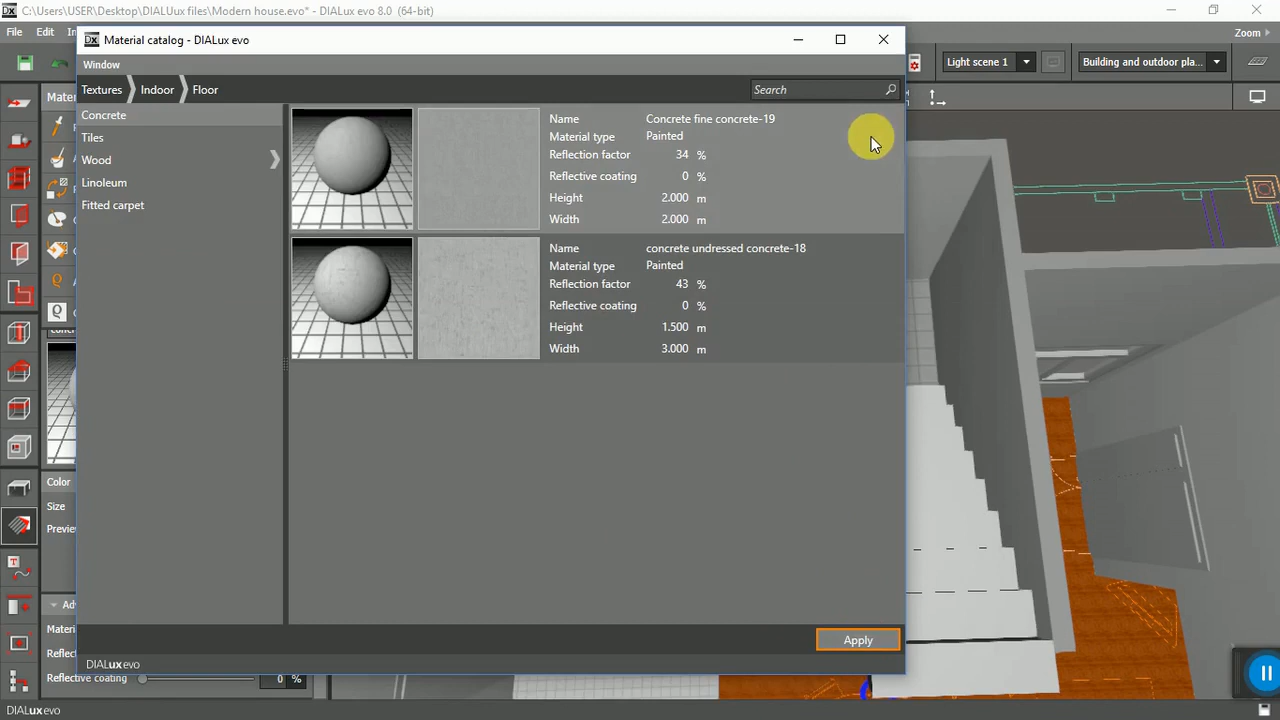 C:\Users\USER\Desktop\DIALUux files\Modern house.evo* - DIALux evo 8.0 (64-bit)
File Edit
Zoom
Dx Material catalog - DIALux evo
Window
Light scene 1
Building and outdoor pla...
Textures Indoor Floor
Search
Concrete
Tiles
Wood
Linoleum
Fitted carpet
Name Concrete fine concrete-19
Material type Painted
Reflection factor 34 %
Reflective coating 0 %
Height 2.000 m
Width 2.000 m
Name concrete undressed concrete-18
Material type Painted
Reflection factor 43 %
Reflective coating 0 %
Height 1.500 m
Width 3.000 m
Color
Size
Apply
DIALux evo
Reflective coating 0 %
DIALux evo